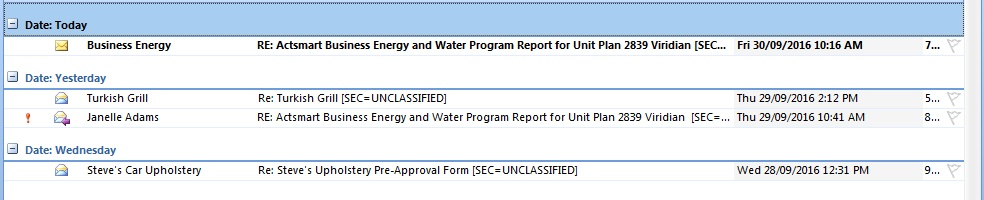 Date: Today
Business Energy RE: Actsmart Business Energy and Water Program Report for Unit Plan 2839 Viridian [SEC... Fri 30/09/2016 10:16 AM 7...
Date: Yesterday
Turkish Grill Re: Turkish Grill [SEC=UNCLASSIFIED] Thu 29/09/2016 2:12 PM 5...
Janelle Adams RE: Actsmart Business Energy and Water Program Report for Unit Plan 2839 Viridian [SEC=... Thu 29/09/2016 10:41 AM 8...
Date: Wednesday
Steve's Car Upholstery Re: Steve's Upholstery Pre-Approval Form [SEC=UNCLASSIFIED] Wed 28/09/2016 12:31 PM 9...